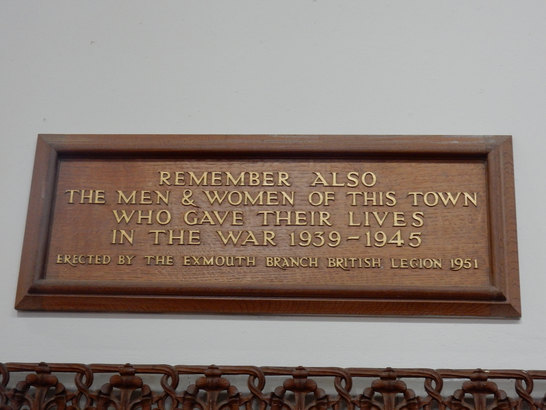 REMEMBER ALSO
THE MEN & WOMEN OF THIS TOWN
WHO GAVE THEIR LIVES
IN THE WAR 1939-1945
ERECTED BY THE EXMOUTH BRANCH BRITISH LEGION 1951